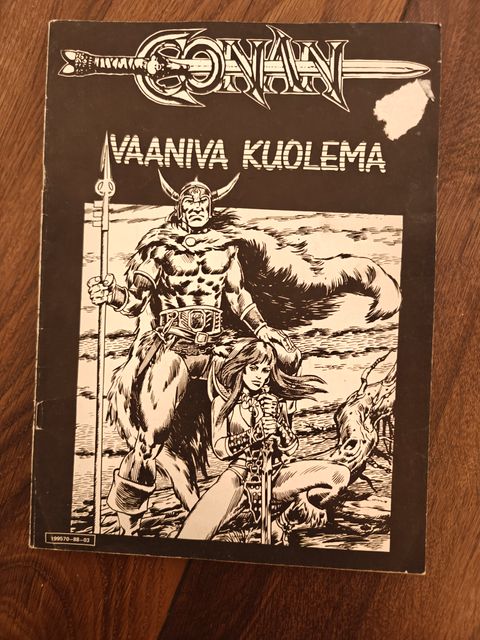 CONAN
VAANIVA KUOLEMA
199570-88-03